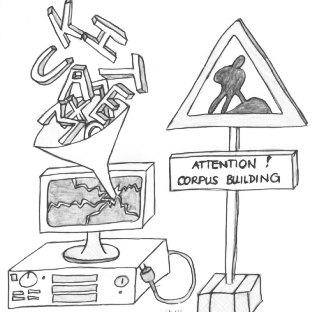 K H
U A T
ATTENTION !
CORPUS BUILDING